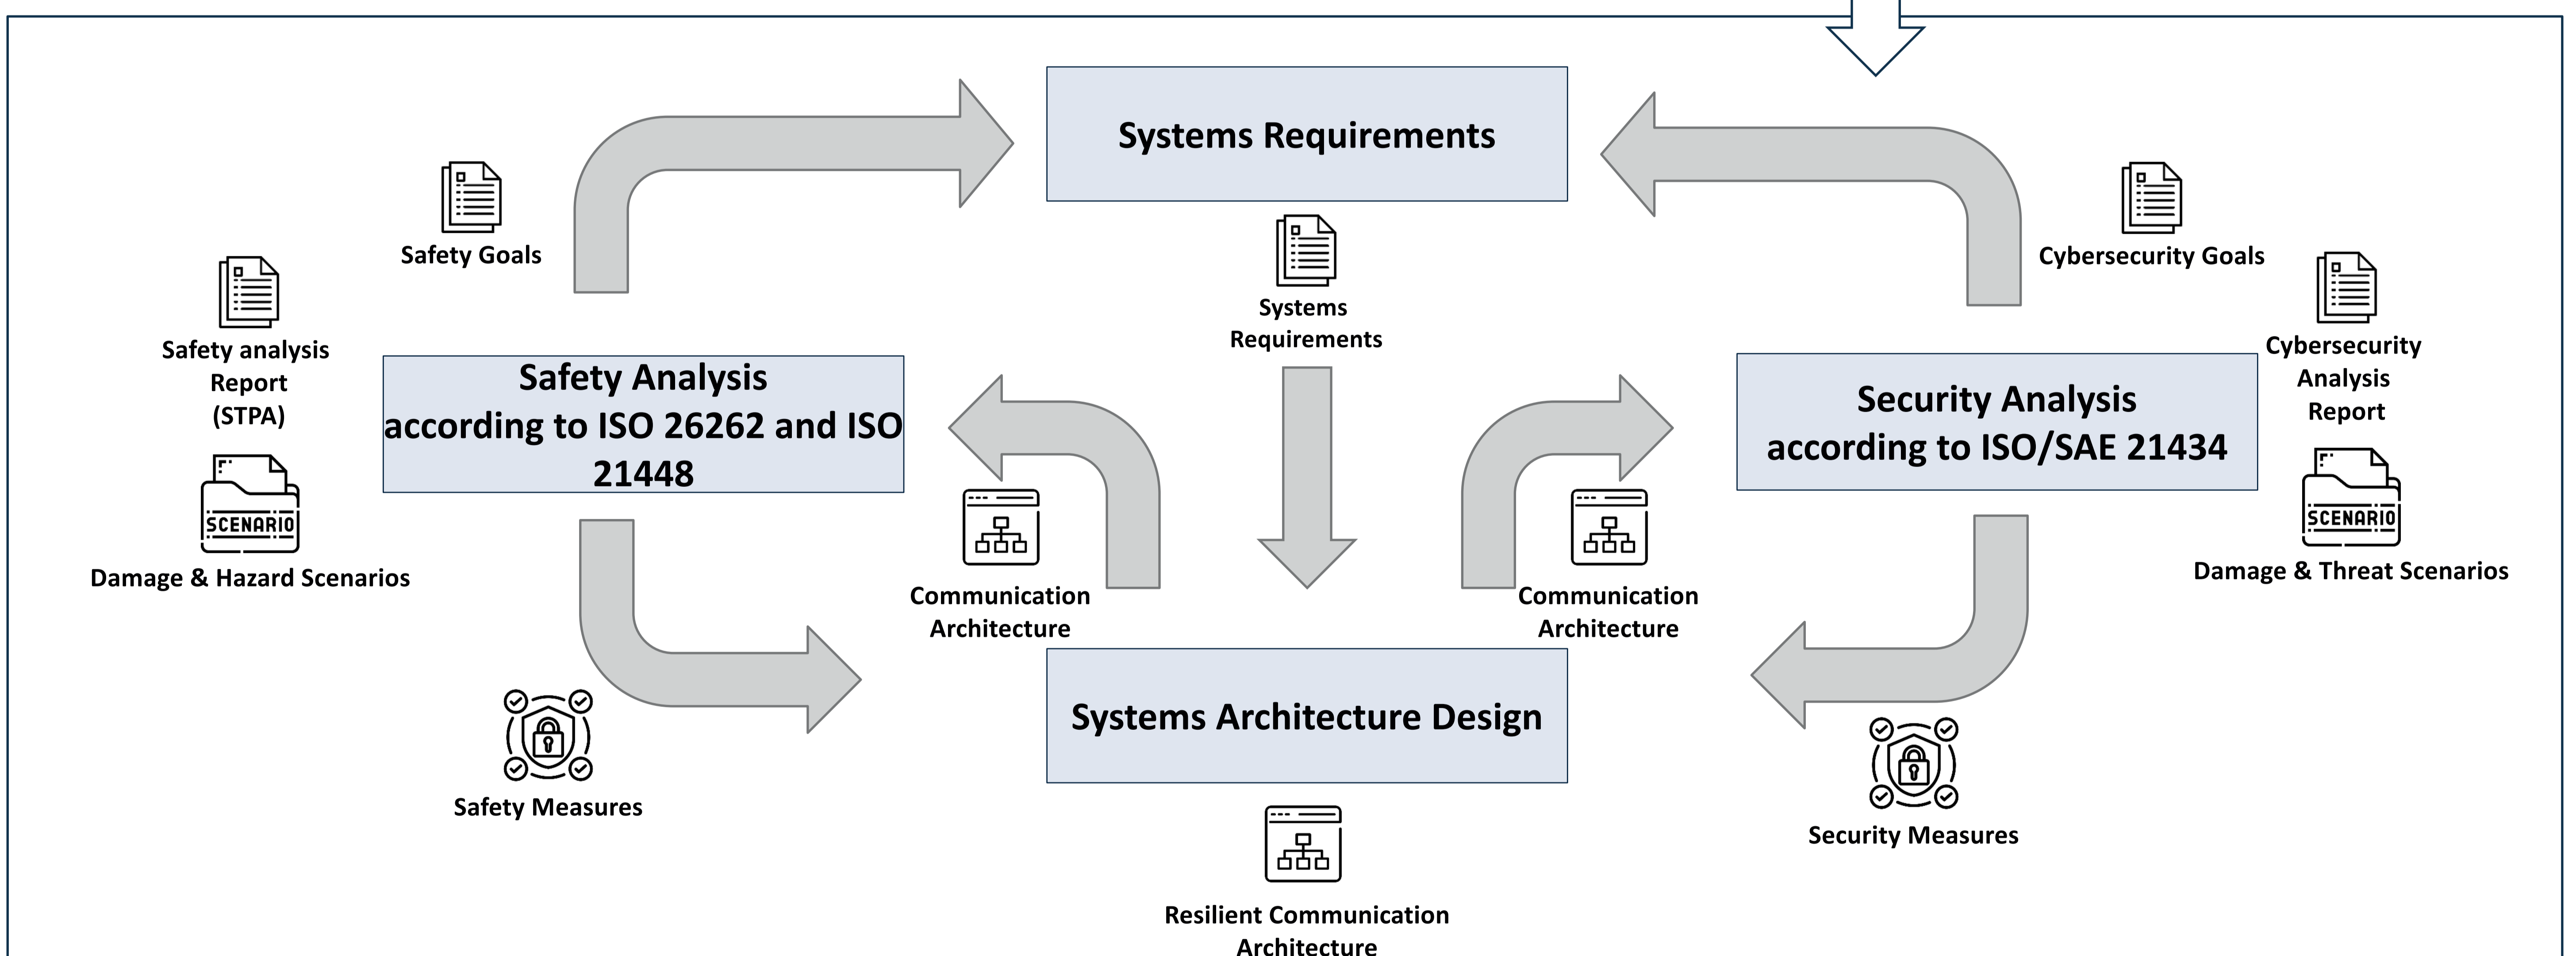 Systems Requirements
Safety Goals
Cybersecurity Goals
Systems
Requirements
Safety analysis
Report
(STPA)
Safety Analysis
according to ISO 26262 and ISO
21448
Security Analysis
according to ISO/SAE 21434
Cybersecurity
Analysis
Report
SCENARIO
Damage & Hazard Scenarios
SCENARIO
Damage & Threat Scenarios
Communication
Architecture
Communication
Architecture
Systems Architecture Design
Safety Measures
Security Measures
Resilient Communication
Architecture